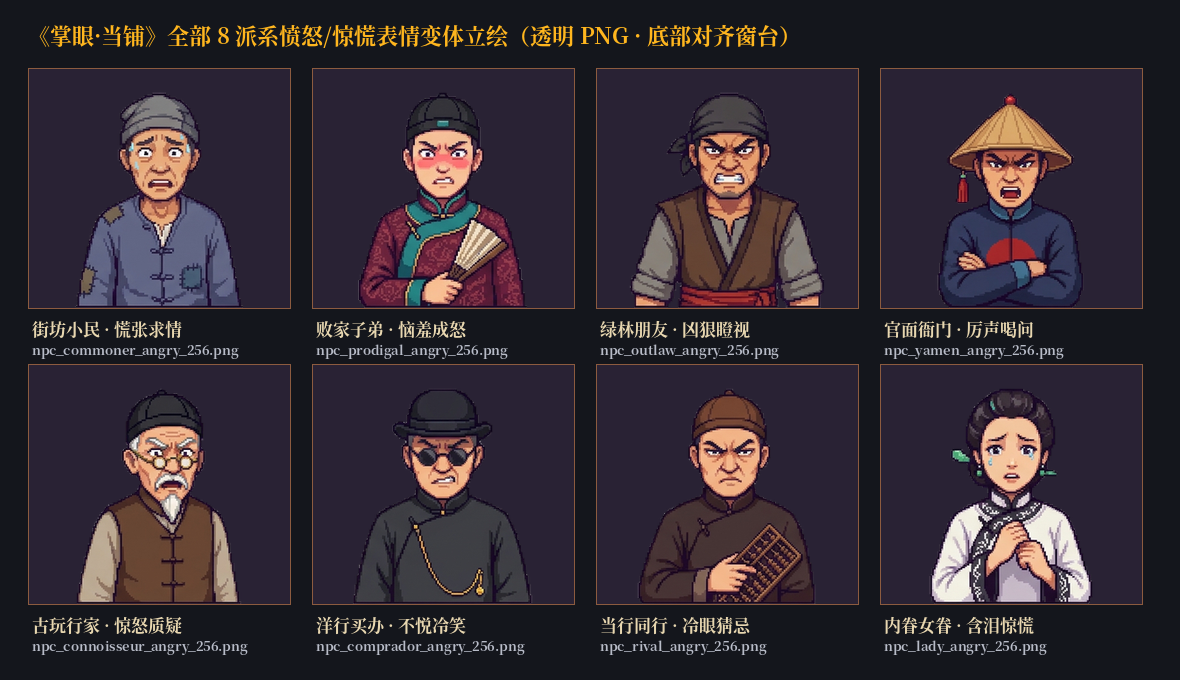 《掌眼·当铺》全部 8 派系愤怒/惊慌表情变体立绘（透明 PNG · 底部对齐窗台）
街坊小民 · 慌张求情
npc_commoner_angry_256.png
败家子弟 · 恼羞成怒
npc_prodigal_angry_256.png
绿林朋友 · 凶狠瞪视
npc_outlaw_angry_256.png
官面衙门 · 厉声喝问
npc_yamen_angry_256.png
古玩行家 · 惊怒质疑
npc_connoisseur_angry_256.png
洋行买办 · 不悦冷笑
npc_comprador_angry_256.png
当行同行 · 冷眼猜忌
npc_rival_angry_256.png
内眷女眷 · 含泪惊慌
npc_lady_angry_256.png